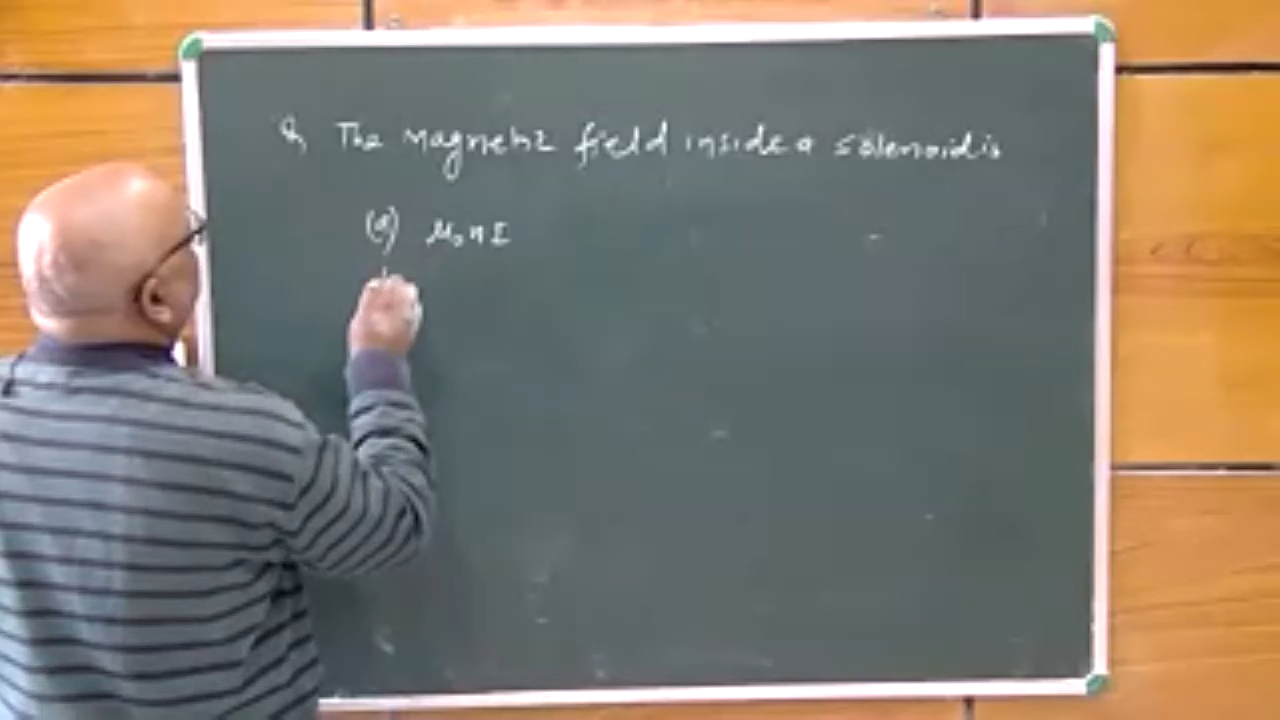 Q, The Magnetic field inside a solenoid is
(a) μ₀nI